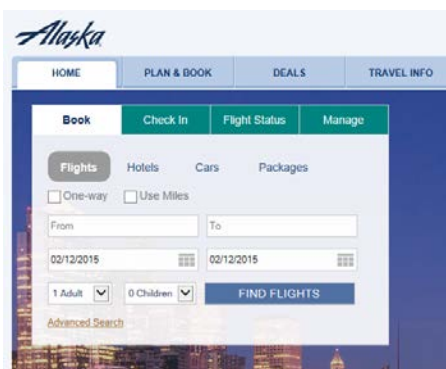 Alaska
HOME PLAN & BOOK DEALS TRAVEL INFO
Book Check In Flight Status Manage
Flights Hotels Cars Packages
One-way Use Miles
From To
02/12/2015 02/12/2015
1 Adult 0 Children FIND FLIGHTS
Advanced Search